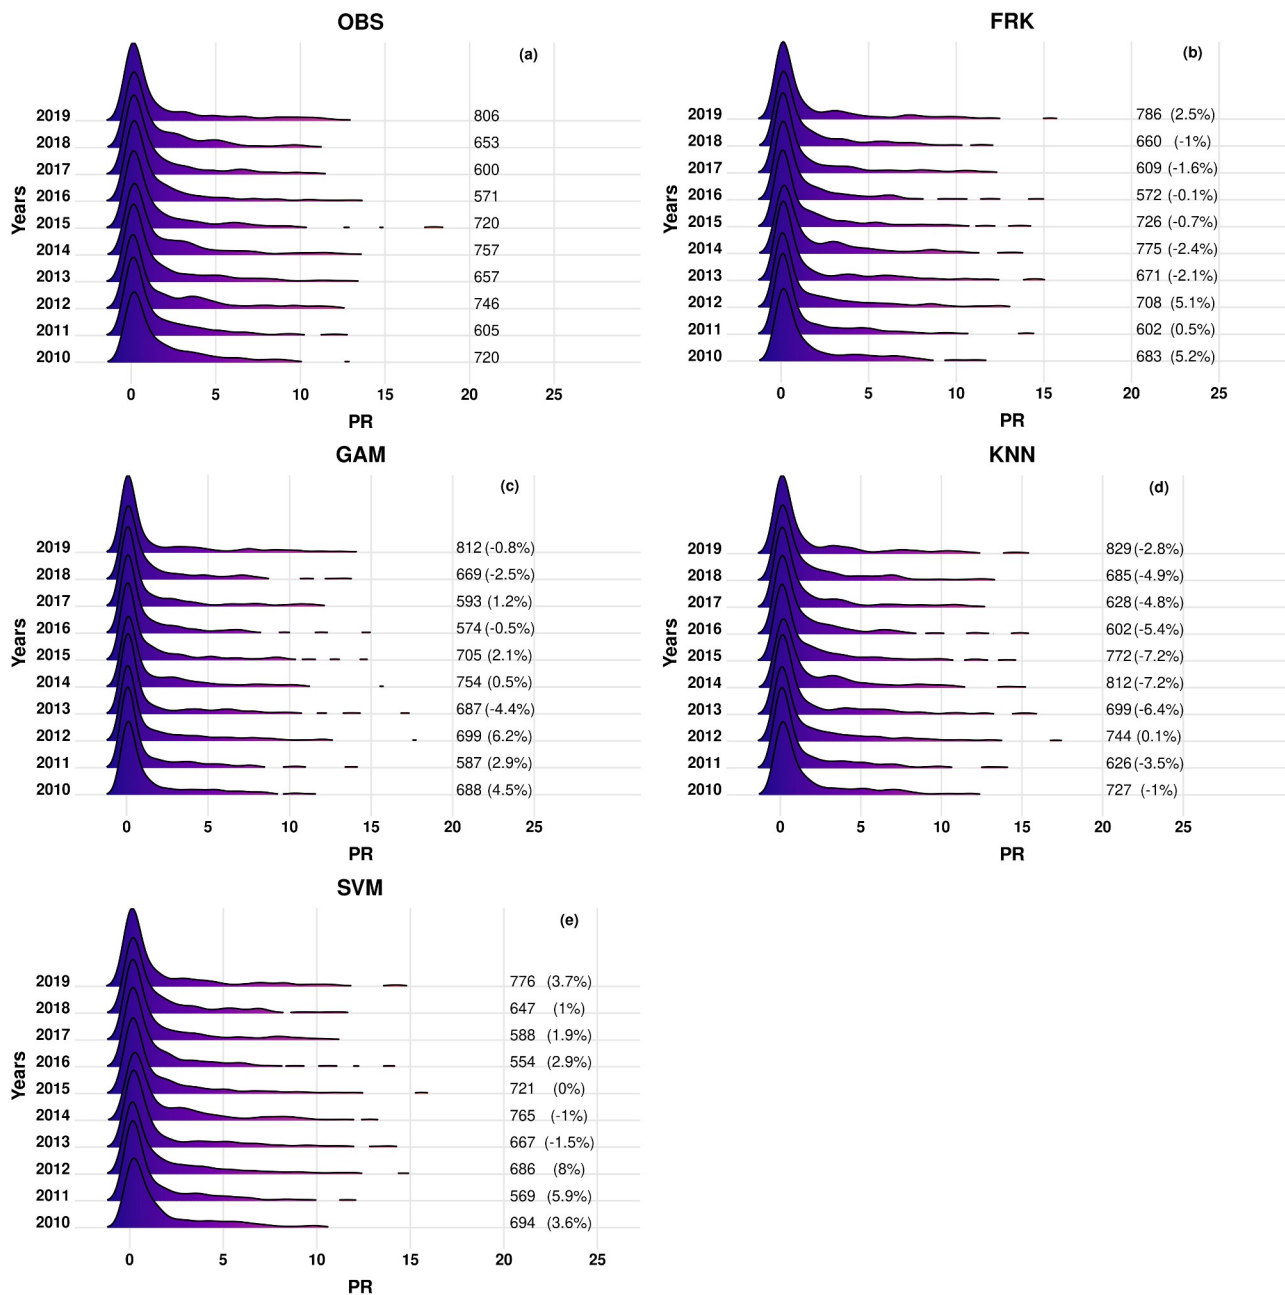 OBS
(a)
2019 806
2018 653
2017 600
2016 571
2015 720
2014 757
2013 657
2012 746
2011 605
2010 720
Years
0 5 10 15 20 25
PR
FRK
(b)
2019 786 (2.5%)
2018 660 (-1%)
2017 609 (-1.6%)
2016 572 (-0.1%)
2015 726 (-0.7%)
2014 775 (-2.4%)
2013 671 (-2.1%)
2012 708 (5.1%)
2011 602 (0.5%)
2010 683 (5.2%)
Years
0 5 10 15 20 25
PR
GAM
(c)
2019 812 (-0.8%)
2018 669 (-2.5%)
2017 593 (1.2%)
2016 574 (-0.5%)
2015 705 (2.1%)
2014 754 (0.5%)
2013 687 (-4.4%)
2012 699 (6.2%)
2011 587 (2.9%)
2010 688 (4.5%)
Years
0 5 10 15 20 25
PR
KNN
(d)
2019 829 (-2.8%)
2018 685 (-4.9%)
2017 628 (-4.8%)
2016 602 (-5.4%)
2015 772 (-7.2%)
2014 812 (-7.2%)
2013 699 (-6.4%)
2012 744 (0.1%)
2011 626 (-3.5%)
2010 727 (-1%)
Years
0 5 10 15 20 25
PR
SVM
(e)
2019 776 (3.7%)
2018 647 (1%)
2017 588 (1.9%)
2016 554 (2.9%)
2015 721 (0%)
2014 765 (-1%)
2013 667 (-1.5%)
2012 686 (8%)
2011 569 (5.9%)
2010 694 (3.6%)
Years
0 5 10 15 20 25
PR